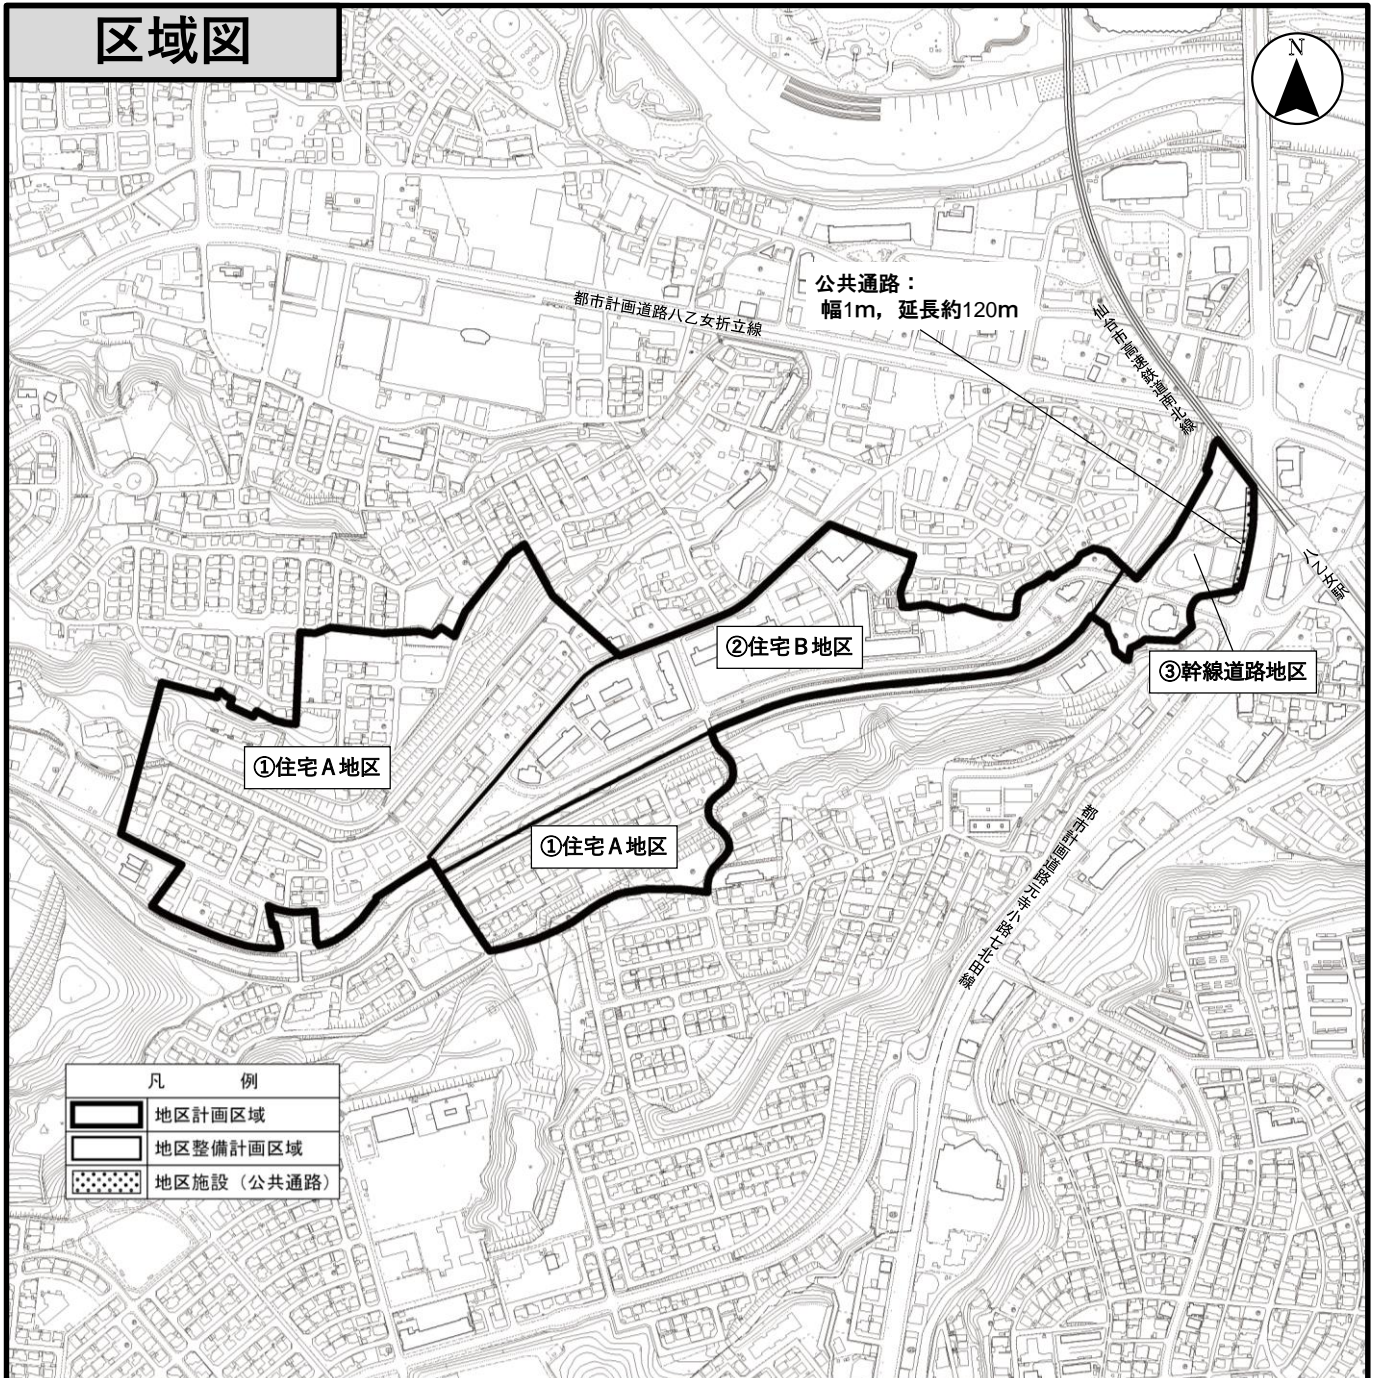 区域図
N
公共通路：
幅1m，延長約120m
都市計画道路八乙女折立線
仙台市高速鉄道南北線
八乙女駅
②住宅Ｂ地区
③幹線道路地区
①住宅Ａ地区
①住宅Ａ地区
都市計画道路元寺小路七北田線
凡　例
地区計画区域
地区整備計画区域
地区施設（公共通路）